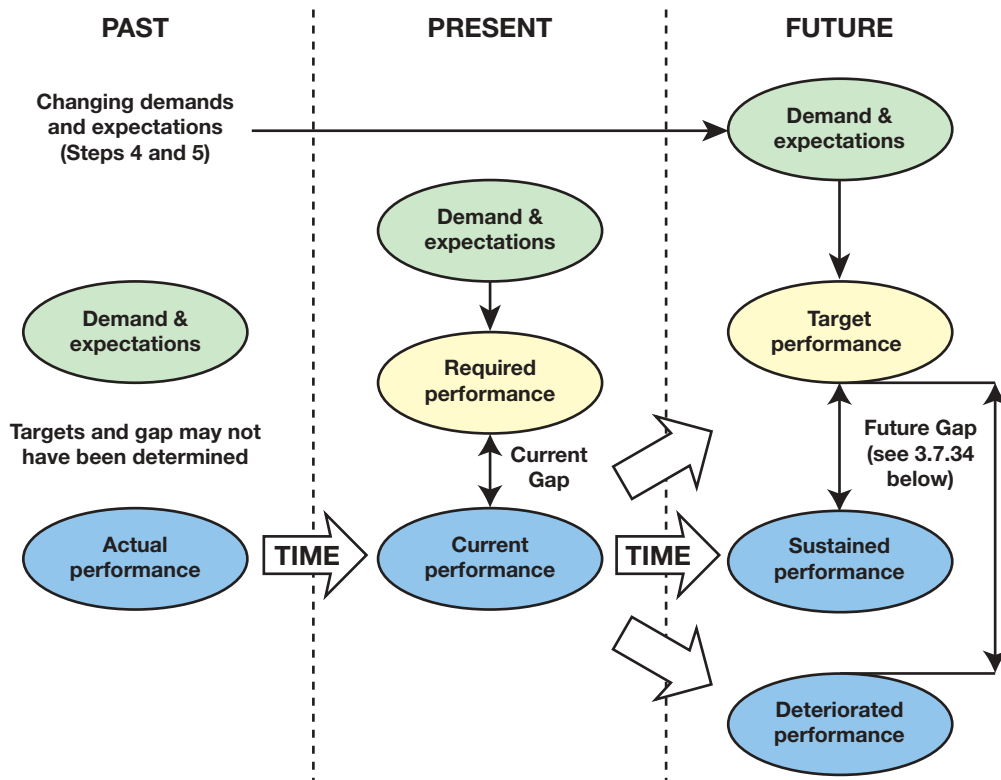 PAST
PRESENT
FUTURE
Changing demands
and expectations
(Steps 4 and 5)
Demand &
expectations
Demand &
expectations
Demand &
expectations
Target
performance
Required
performance
Targets and gap may not
have been determined
Current
Gap
Future Gap
(see 3.7.34
below)
Actual
performance
TIME
Current
performance
TIME
Sustained
performance
Deteriorated
performance